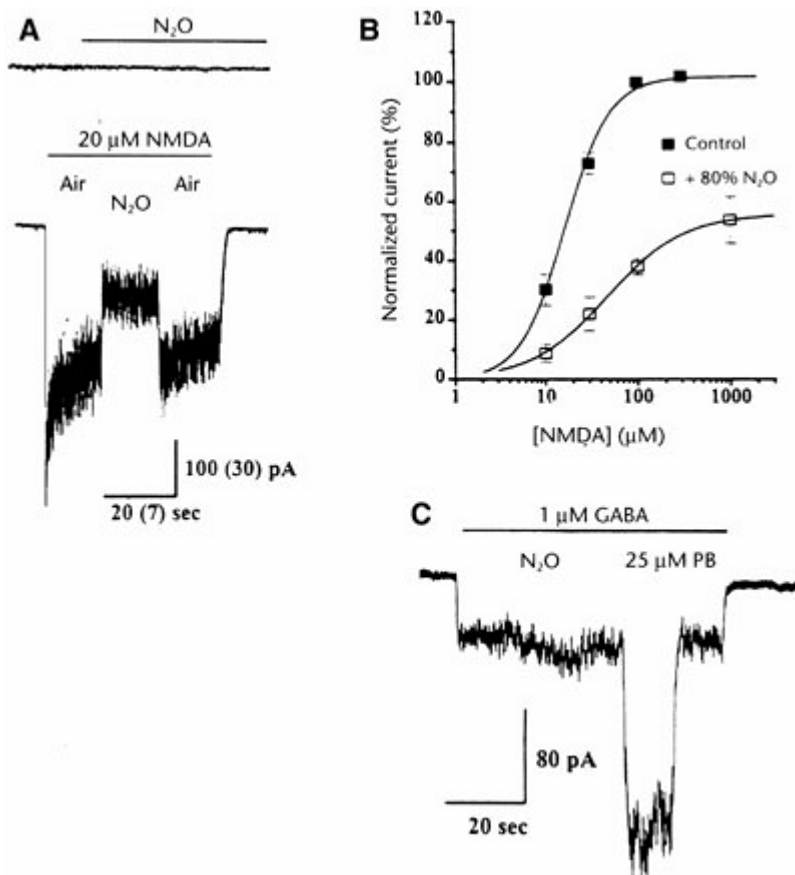 A
N₂O
20 µM NMDA
Air
Air
N₂O
100 (30) pA
20 (7) sec
B
Normalized current (%)
120
100
80
60
40
20
0
Control
+ 80% N₂O
1
10
100
1000
[NMDA] (µM)
C
1 µM GABA
N₂O
25 µM PB
80 pA
20 sec